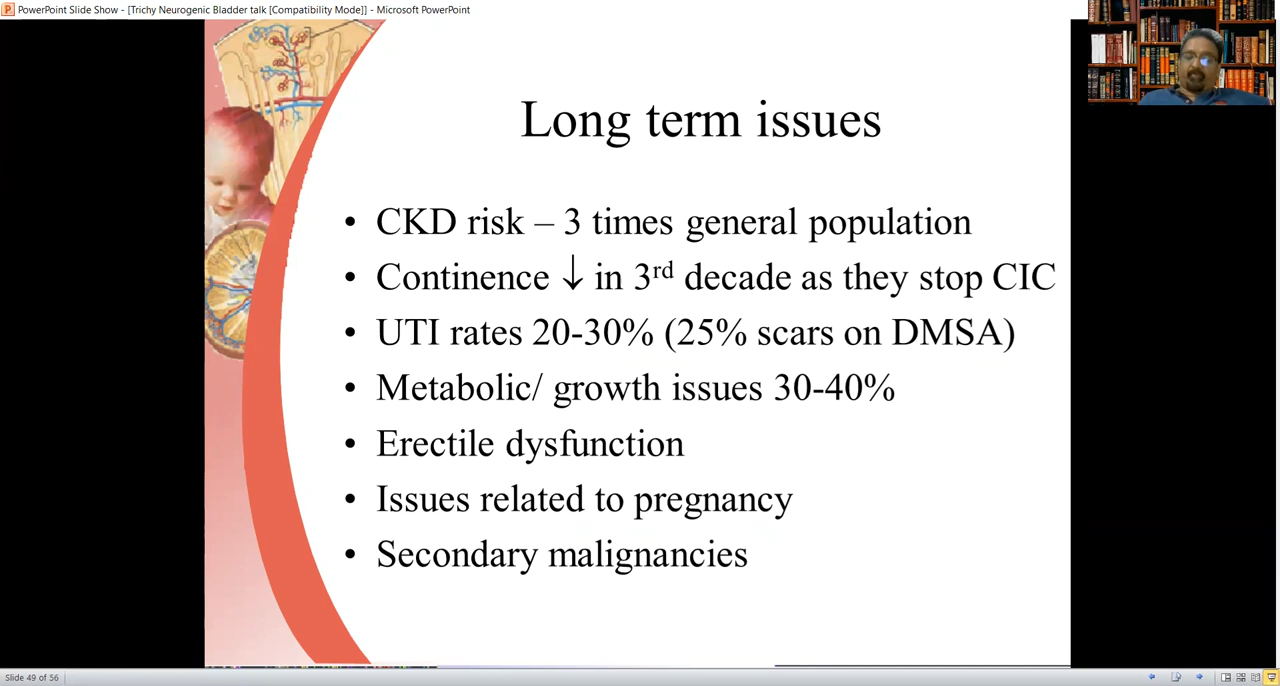 PowerPoint Slide Show - [Trichy Neurogenic Bladder talk [Compatibility Mode]] - Microsoft PowerPoint
Long term issues
• CKD risk – 3 times general population
• Continence ↓ in 3rd decade as they stop CIC
• UTI rates 20-30% (25% scars on DMSA)
• Metabolic/ growth issues 30-40%
• Erectile dysfunction
• Issues related to pregnancy
• Secondary malignancies
Slide 49 of 56